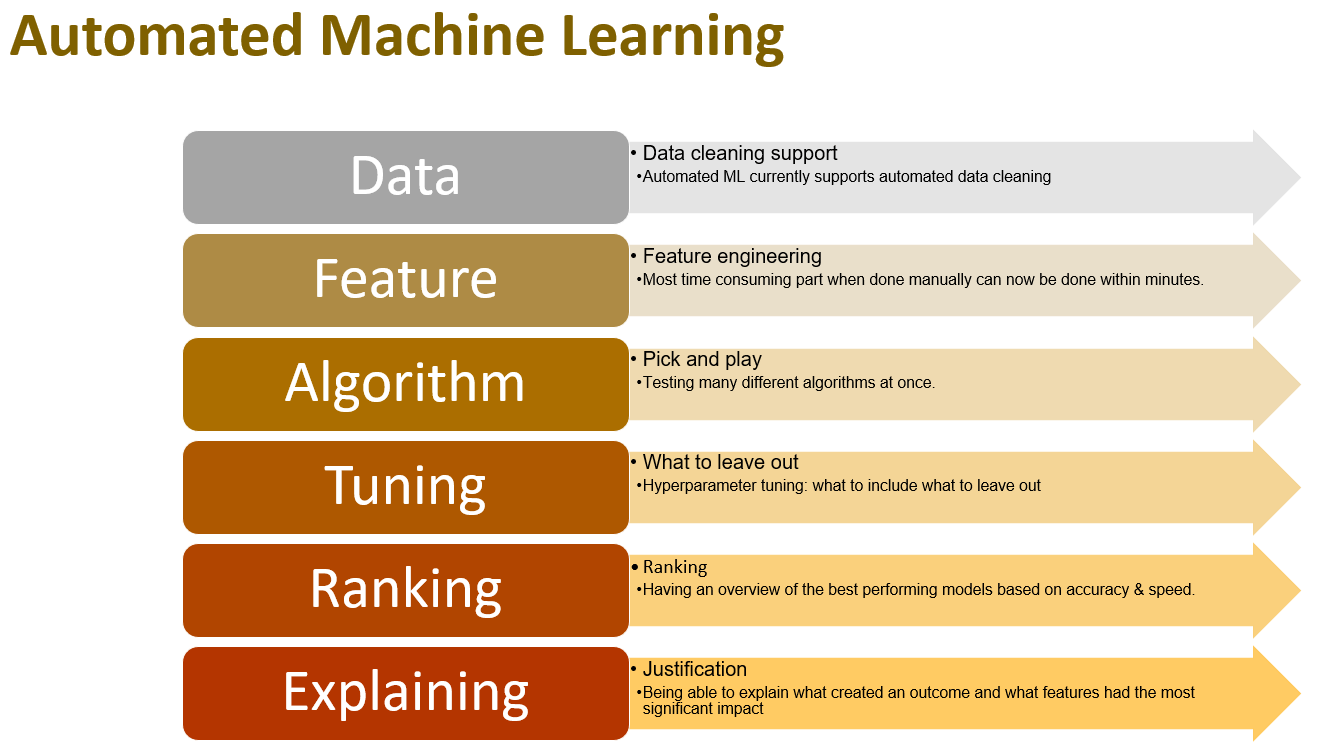 Automated Machine Learning
Data
• Data cleaning support
•Automated ML currently supports automated data cleaning
Feature
• Feature engineering
•Most time consuming part when done manually can now be done within minutes.
Algorithm
• Pick and play
•Testing many different algorithms at once.
Tuning
• What to leave out
•Hyperparameter tuning: what to include what to leave out
Ranking
• Ranking
•Having an overview of the best performing models based on accuracy & speed.
Explaining
• Justification
•Being able to explain what created an outcome and what features had the most
significant impact